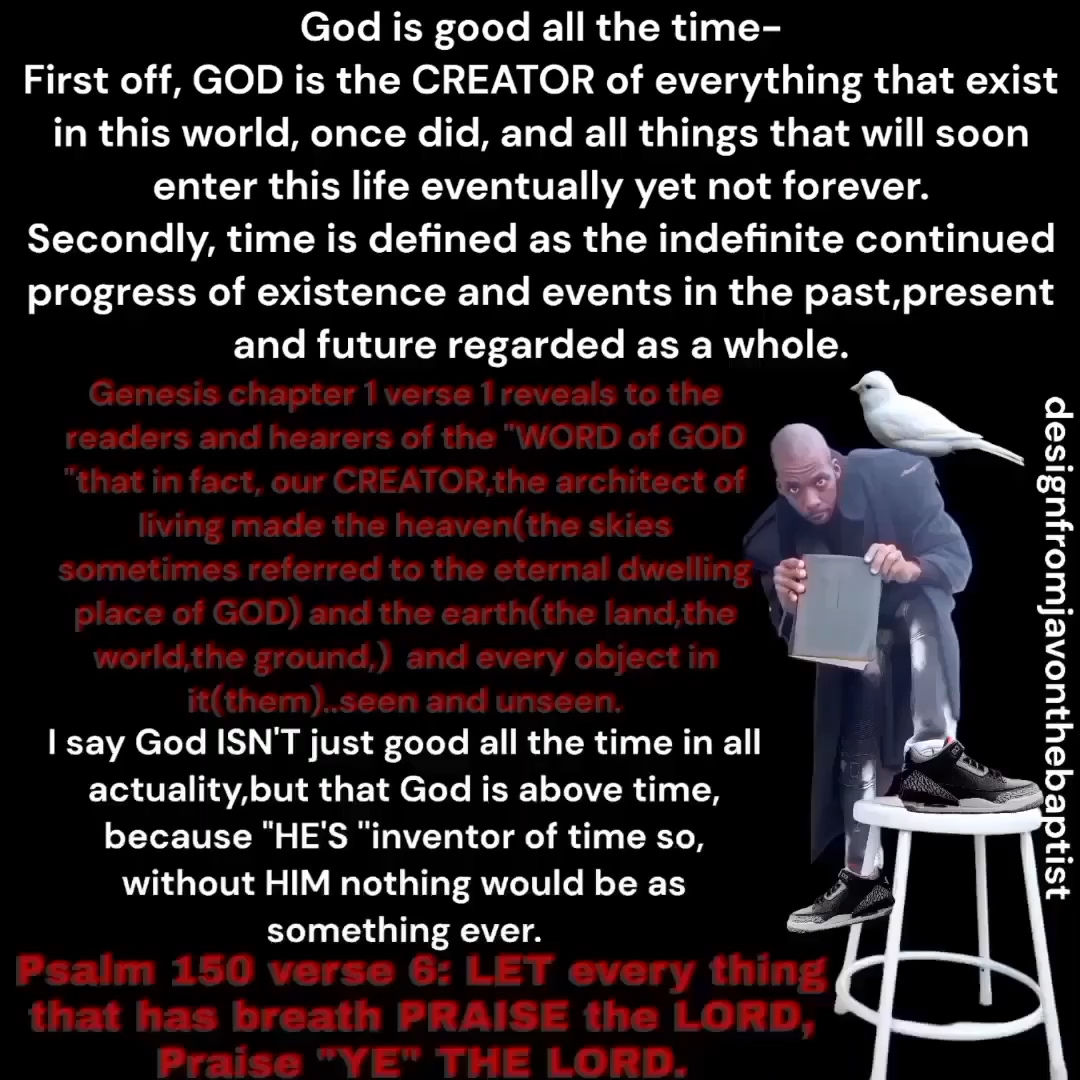 God is good all the time-
First off, GOD is the CREATOR of everything that exist
in this world, once did, and all things that will soon
enter this life eventually yet not forever.
Secondly, time is defined as the indefinite continued
progress of existence and events in the past,present
and future regarded as a whole.
Genesis chapter 1 verse 1 reveals to the
readers and hearers of the "WORD of GOD
"that in fact, our CREATOR,the architect of
living made the heaven(the skies
sometimes referred to the eternal dwelling
place of GOD) and the earth(the land,the
world,the ground,) and every object in
it(them)..seen and unseen.
I say God ISN'T just good all the time in all
actuality,but that God is above time,
because "HE'S "inventor of time so,
without HIM nothing would be as
something ever.
Psalm 150 verse 6: LET every thing
that has breath PRAISE the LORD,
Praise "YE" THE LORD.
designfromjavonthebaptist